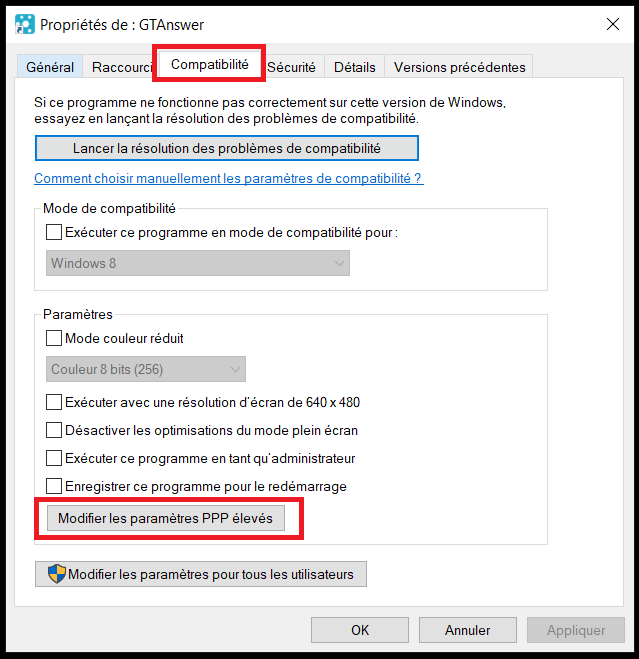 Propriétés de : GTAnswer
Général Raccourci Compatibilité Sécurité Détails Versions précédentes
Si ce programme ne fonctionne pas correctement sur cette version de Windows,
essayez en lançant la résolution des problèmes de compatibilité.
Lancer la résolution des problèmes de compatibilité
Comment choisir manuellement les paramètres de compatibilité ?
Mode de compatibilité
Exécuter ce programme en mode de compatibilité pour :
Windows 8
Paramètres
Mode couleur réduit
Couleur 8 bits (256)
Exécuter avec une résolution d'écran de 640 x 480
Désactiver les optimisations du mode plein écran
Exécuter ce programme en tant qu'administrateur
Enregistrer ce programme pour le redémarrage
Modifier les paramètres PPP élevés
Modifier les paramètres pour tous les utilisateurs
OK Annuler Appliquer